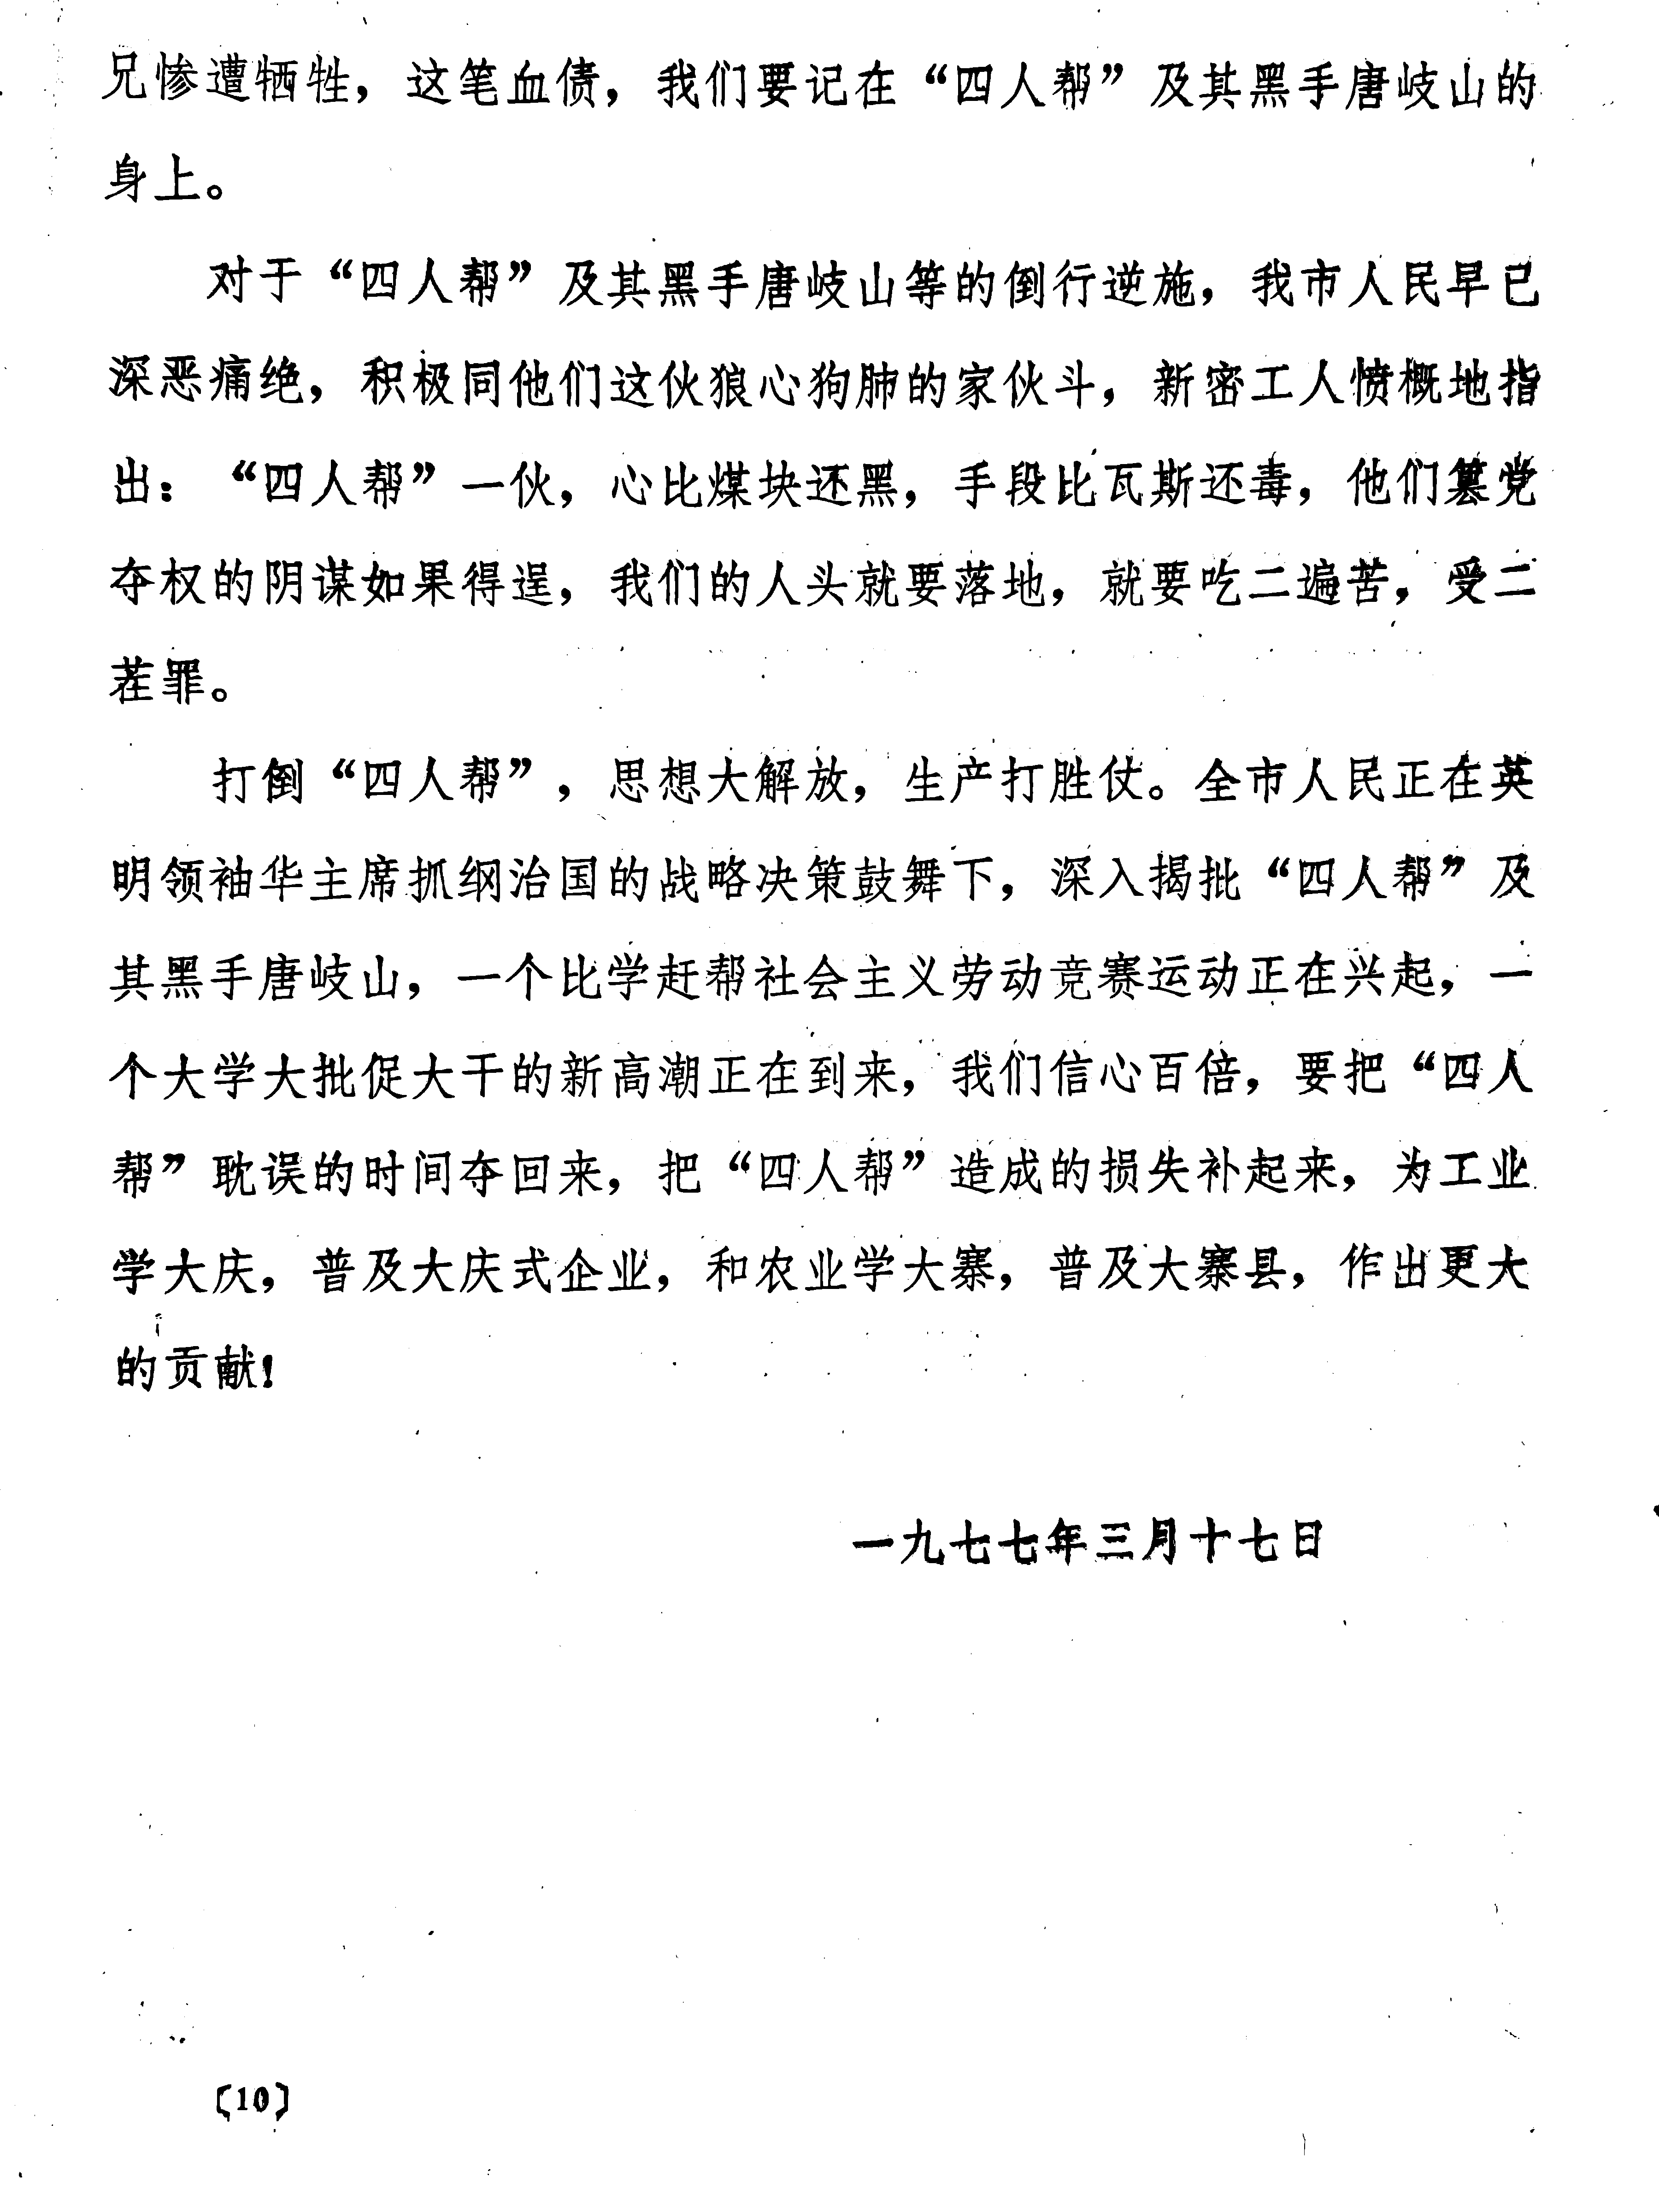 兄惨遭牺牲，这笔血债，我们要记在“四人帮”及其黑手唐岐山的
身上。
对于“四人帮”及其黑手唐岐山等的倒行逆施，我市人民早已
深恶痛绝，积极同他们这伙狼心狗肺的家伙斗，新密工人愤概地指
出：“四人帮”一伙，心比煤块还黑，手段比瓦斯还毒，他们篡党
夺权的阴谋如果得逞，我们的人头就要落地，就要吃二遍苦，受二
茬罪。
打倒“四人帮”，思想大解放，生产打胜仗。全市人民正在英
明领袖华主席抓纲治国的战略决策鼓舞下，深入揭批“四人帮”及
其黑手唐岐山，一个比学赶帮社会主义劳动竞赛运动正在兴起，一
个大学大批促大干的新高潮正在到来，我们信心百倍，要把“四人
帮”耽误的时间夺回来，把“四人帮”造成的损失补起来，为工业
学大庆，普及大庆式企业，和农业学大寨，普及大寨县，作出更大
的贡献！
一九七七年三月十七日
〔10〕